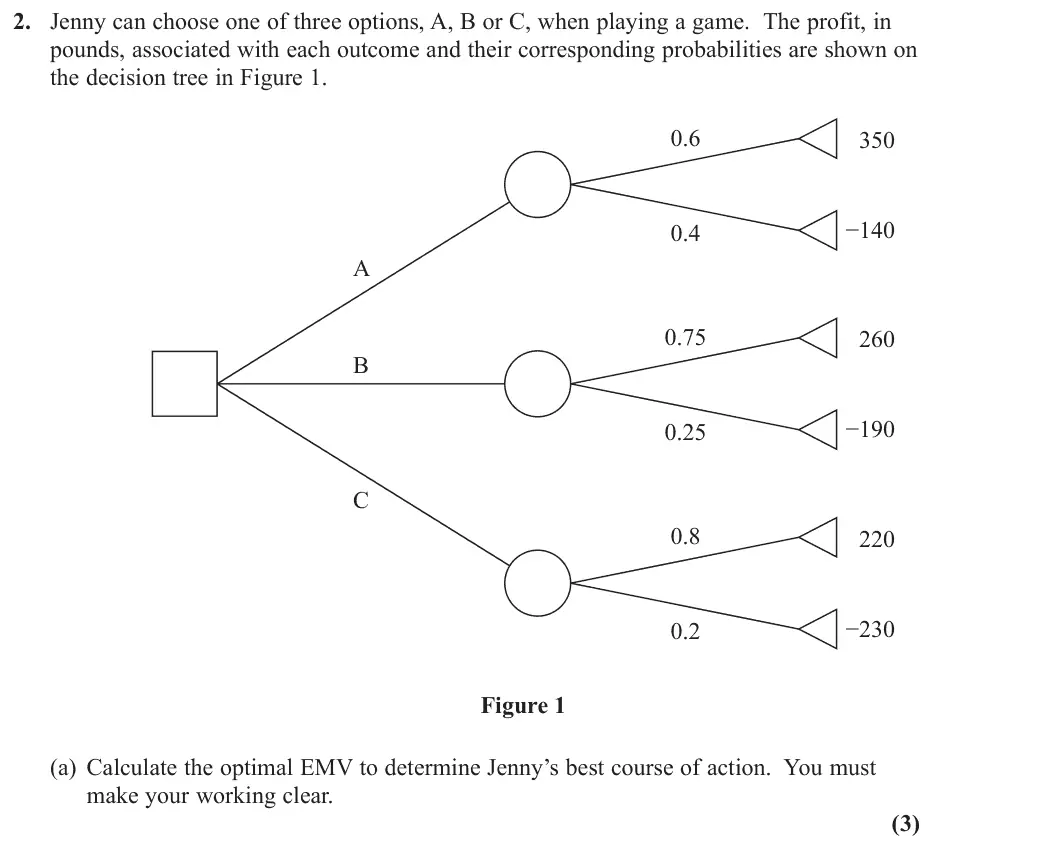 2. Jenny can choose one of three options, A, B or C, when playing a game. The profit, in
pounds, associated with each outcome and their corresponding probabilities are shown on
the decision tree in Figure 1.
0.6
350
0.4
−140
A
0.75
260
B
0.25
−190
C
0.8
220
0.2
−230
Figure 1
(a) Calculate the optimal EMV to determine Jenny’s best course of action. You must
make your working clear.
(3)